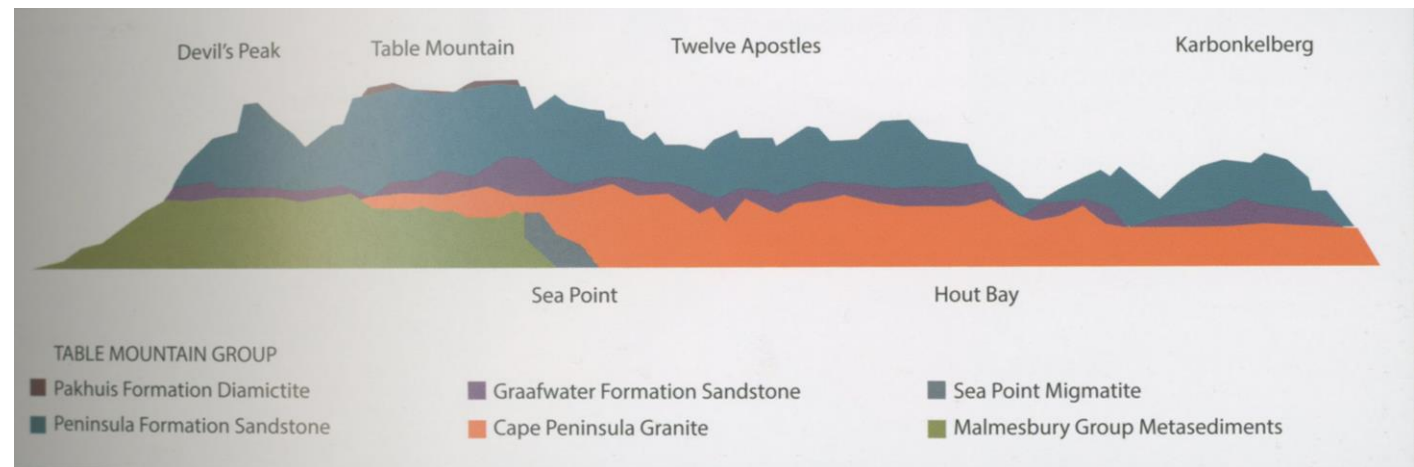 Devil's Peak
Table Mountain
Twelve Apostles
Karbonkelberg
Sea Point
Hout Bay
TABLE MOUNTAIN GROUP
Pakhuis Formation Diamictite
Graafwater Formation Sandstone
Sea Point Migmatite
Peninsula Formation Sandstone
Cape Peninsula Granite
Malmesbury Group Metasediments